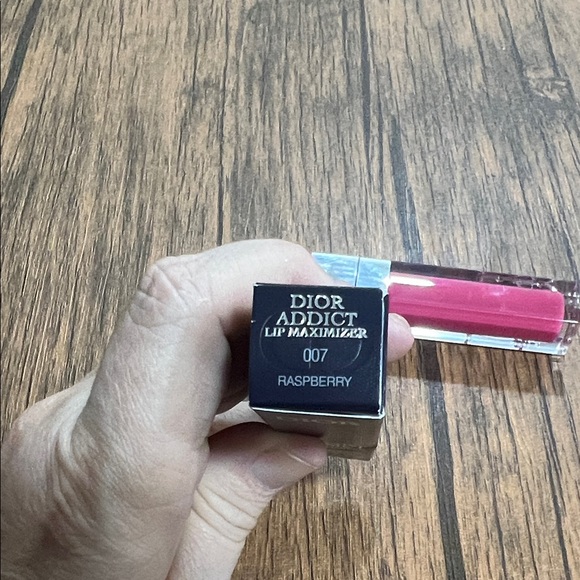 DIOR
ADDICT
LIP MAXIMIZER
007
RASPBERRY